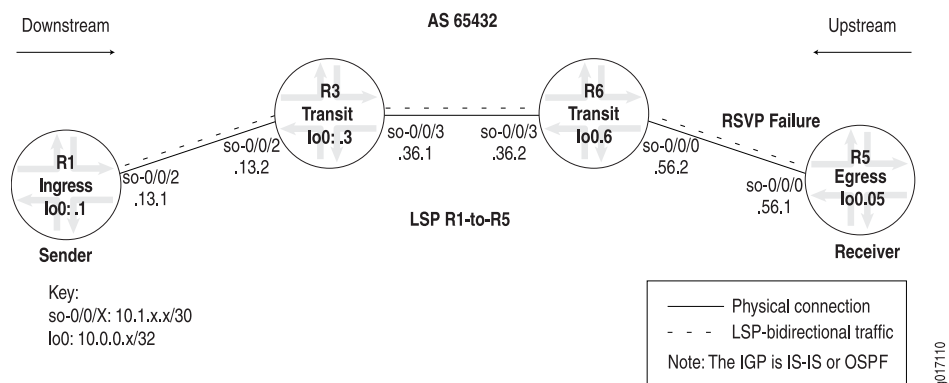 Downstream
AS 65432
Upstream
R3
Transit
lo0: .3
R6
Transit
lo0.6
RSVP Failure
so-0/0/2
.13.2
so-0/0/3
.36.1
so-0/0/3
.36.2
so-0/0/0
.56.2
R1
Ingress
lo0: .1
so-0/0/2
.13.1
R5
Egress
lo0.05
so-0/0/0
.56.1
LSP R1-to-R5
Sender
Receiver
Key:
so-0/0/X: 10.1.x.x/30
lo0: 10.0.0.x/32
Physical connection
LSP-bidirectional traffic
Note: The IGP is IS-IS or OSPF